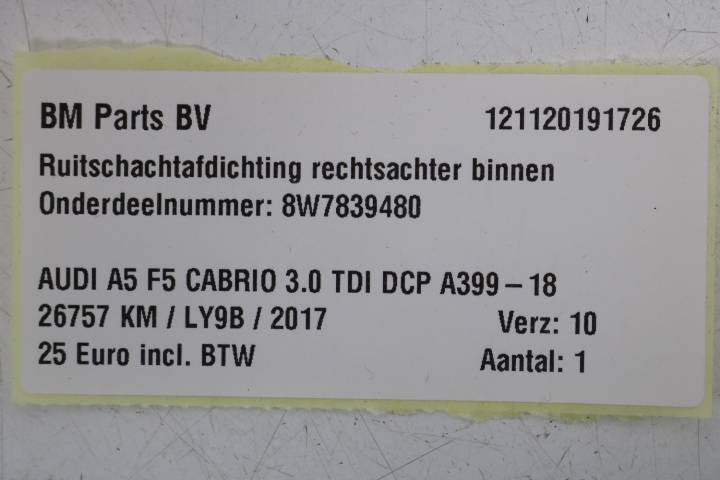 BM Parts BV 121120191726
Ruitschachtafdichting rechtsachter binnen
Onderdeelnummer: 8W7839480
AUDI A5 F5 CABRIO 3.0 TDI DCP A399-18
26757 KM / LY9B / 2017 Verz: 10
25 Euro incl. BTW Aantal: 1